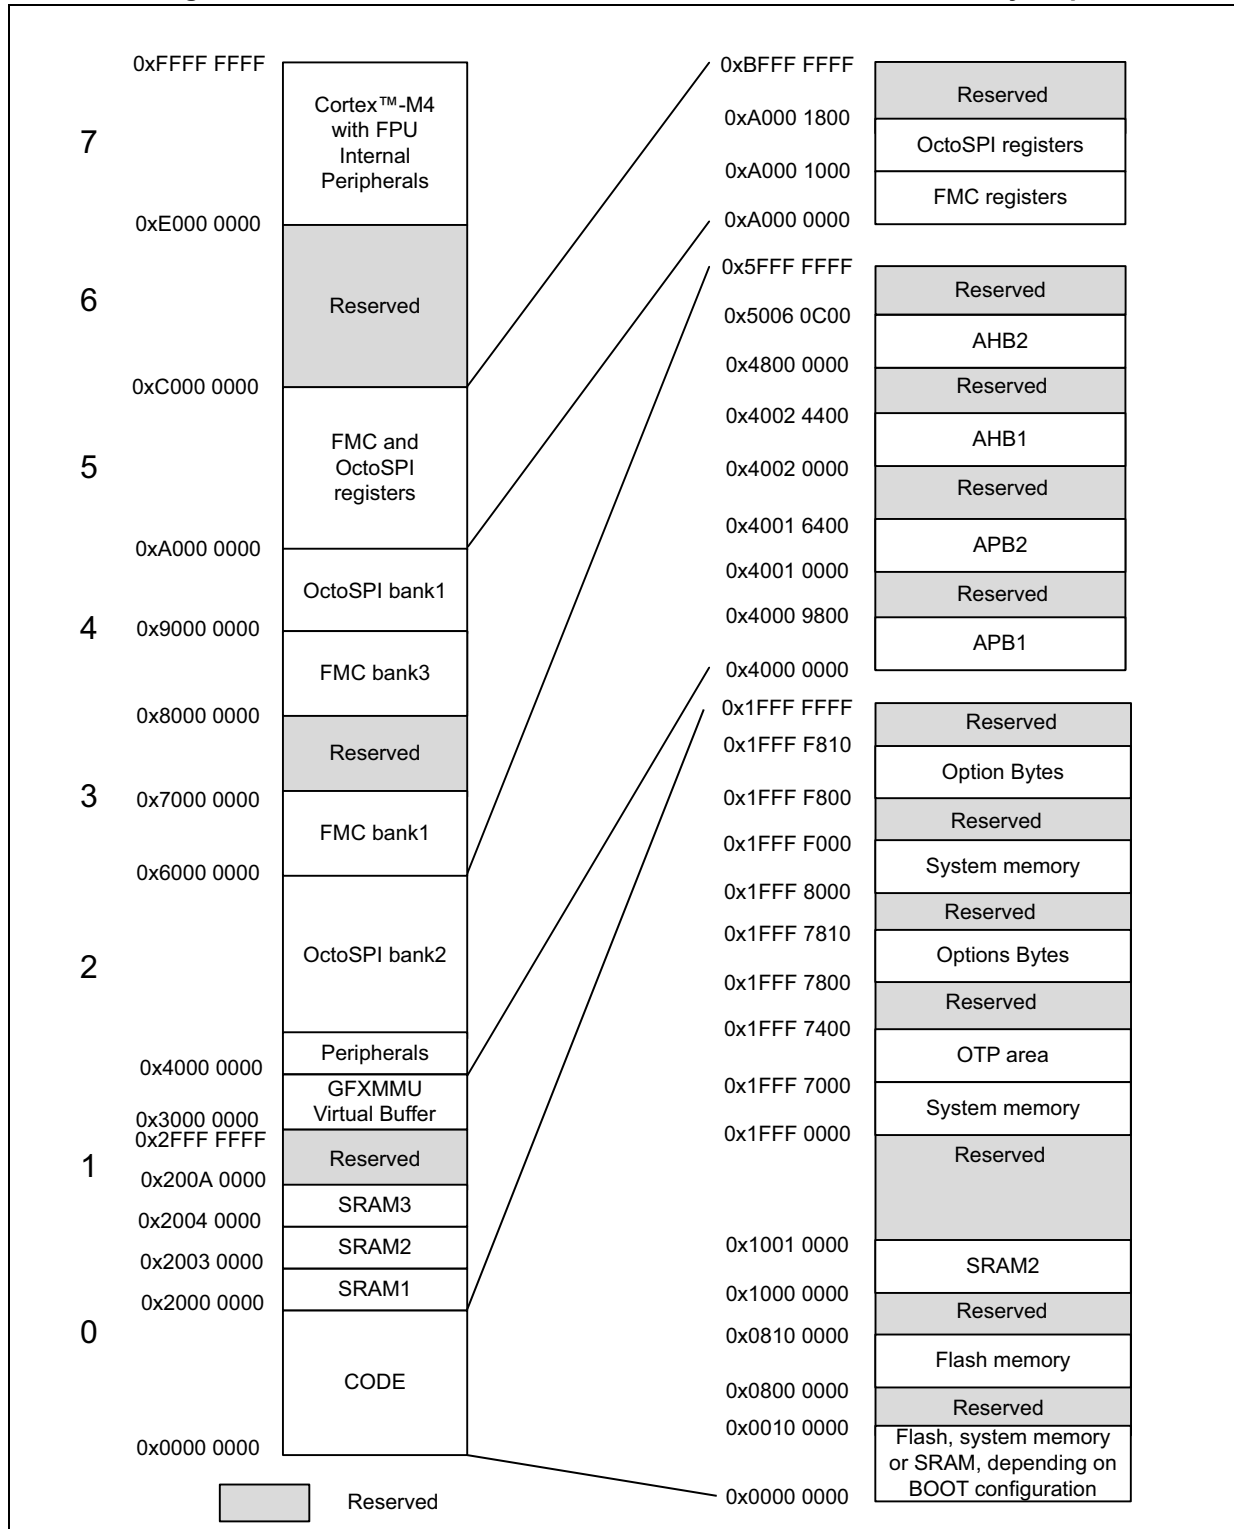 0xFFFF FFFF
Cortex™-M4
with FPU
Internal
Peripherals
7
0xE000 0000
Reserved
6
0xC000 0000
FMC and
OctoSPI
registers
5
0xA000 0000
OctoSPI bank1
4
0x9000 0000
FMC bank3
0x8000 0000
Reserved
3
0x7000 0000
FMC bank1
0x6000 0000
OctoSPI bank2
2
Peripherals
0x4000 0000
GFXMMU
Virtual Buffer
0x3000 0000
0x2FFF FFFF
Reserved
1
0x200A 0000
SRAM3
0x2004 0000
SRAM2
0x2003 0000
SRAM1
0x2000 0000
0
CODE
0x0000 0000
Reserved
0xBFFF FFFF
Reserved
0xA000 1800
OctoSPI registers
0xA000 1000
FMC registers
0xA000 0000
0x5FFF FFFF
Reserved
0x5006 0C00
AHB2
0x4800 0000
Reserved
0x4002 4400
AHB1
0x4002 0000
Reserved
0x4001 6400
APB2
0x4001 0000
Reserved
0x4000 9800
APB1
0x4000 0000
0x1FFF FFFF
Reserved
0x1FFF F810
Option Bytes
0x1FFF F800
Reserved
0x1FFF F000
System memory
0x1FFF 8000
Reserved
0x1FFF 7810
Options Bytes
0x1FFF 7800
Reserved
0x1FFF 7400
OTP area
0x1FFF 7000
System memory
0x1FFF 0000
Reserved
0x1001 0000
SRAM2
0x1000 0000
Reserved
0x0810 0000
Flash memory
0x0800 0000
Reserved
0x0010 0000
Flash, system memory
or SRAM, depending on
BOOT configuration
0x0000 0000